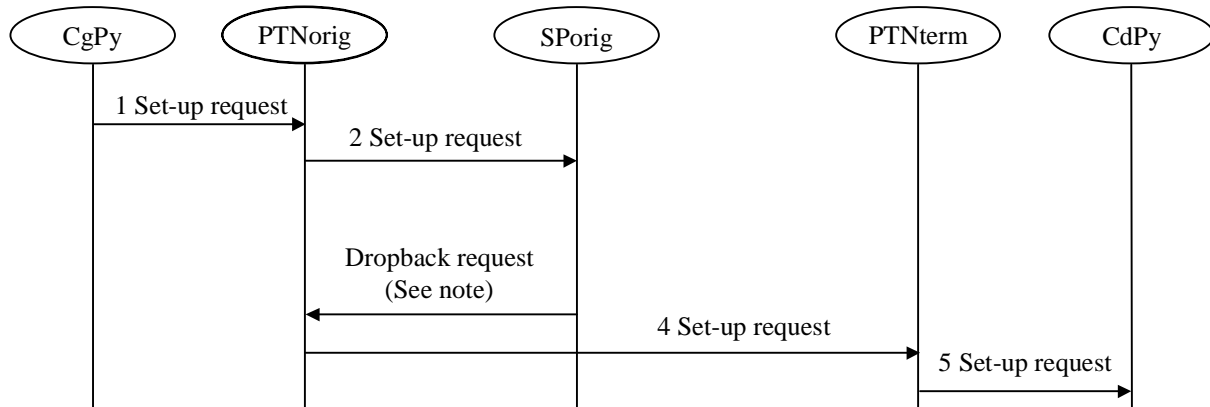 CgPy
PTNorig
SPorig
PTNterm
CdPy
1 Set-up request
2 Set-up request
Dropback request
(See note)
4 Set-up request
5 Set-up request